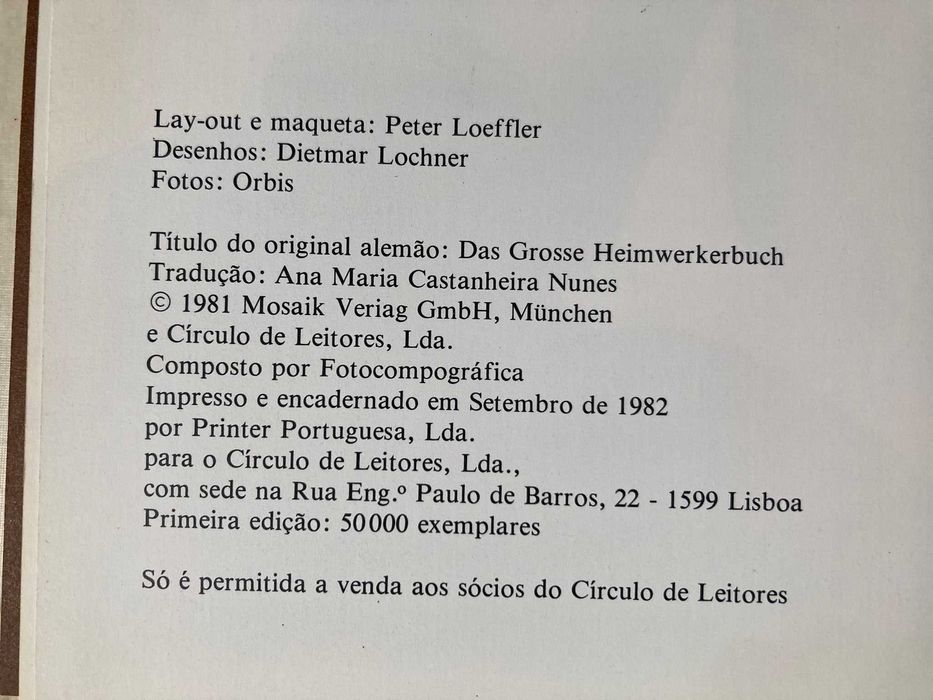 Lay-out e maqueta: Peter Loeffler
Desenhos: Dietmar Lochner
Fotos: Orbis
Título do original alemão: Das Grosse Heimwerkerbuch
Tradução: Ana Maria Castanheira Nunes
© 1981 Mosaik Veriag GmbH, München
e Círculo de Leitores, Lda.
Composto por Fotocompográfica
Impresso e encadernado em Setembro de 1982
por Printer Portuguesa, Lda.
para o Círculo de Leitores, Lda.,
com sede na Rua Eng.º Paulo de Barros, 22 - 1599 Lisboa
Primeira edição: 50 000 exemplares
Só é permitida a venda aos sócios do Círculo de Leitores